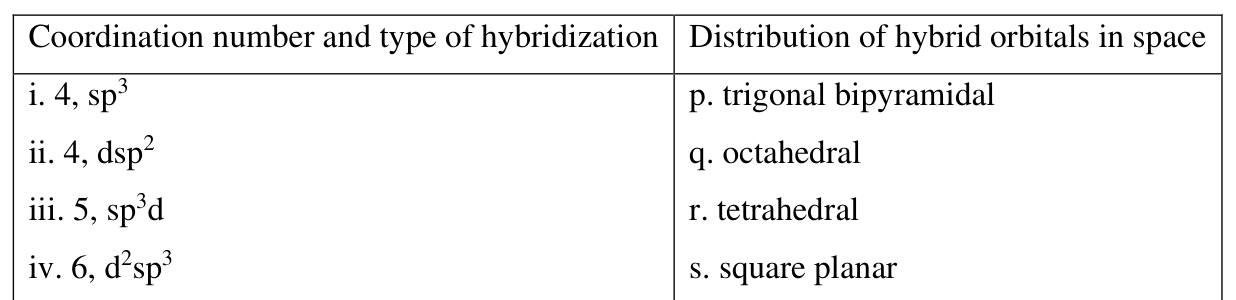 Coordination number and type of hybridization | Distribution of hybrid orbitals in space
i. 4, sp³ | p. trigonal bipyramidal
ii. 4, dsp² | q. octahedral
iii. 5, sp³d | r. tetrahedral
iv. 6, d²sp³ | s. square planar